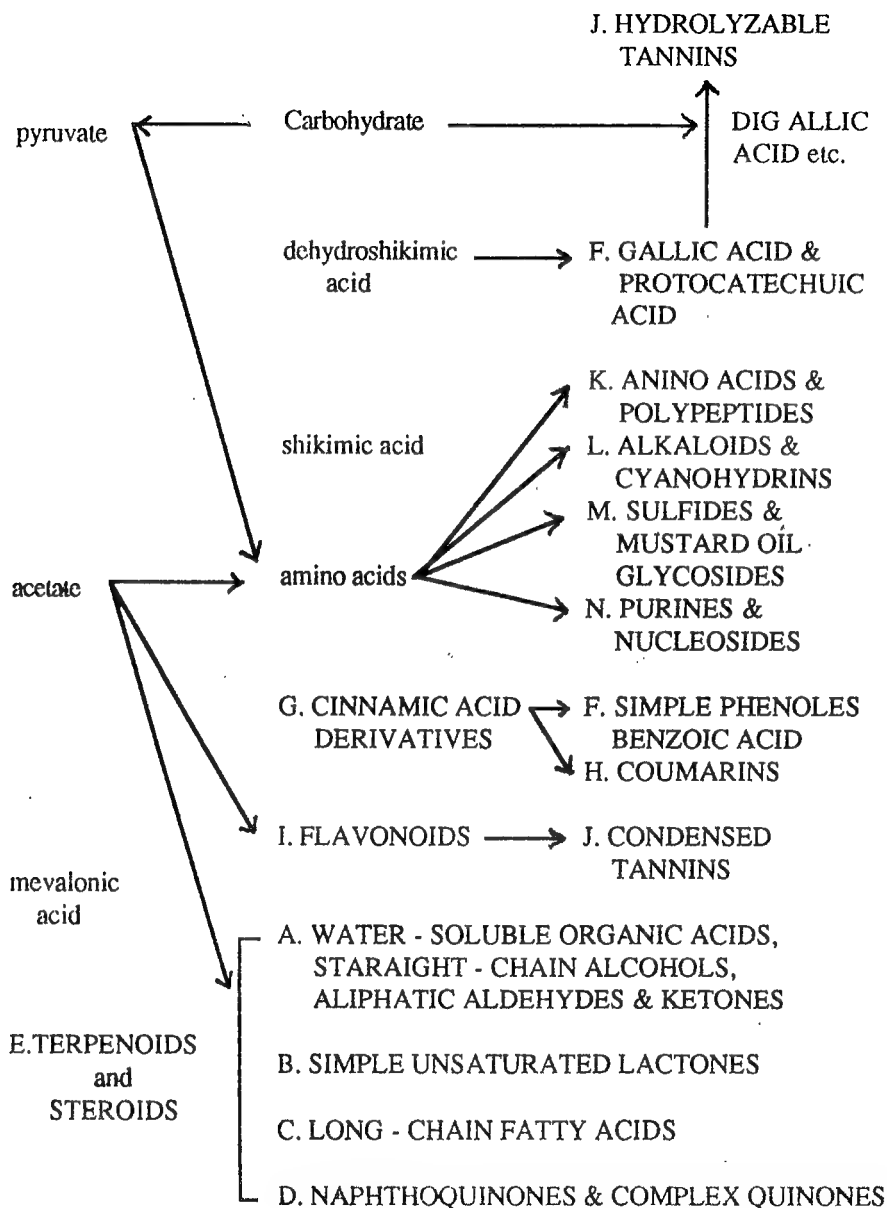 J. HYDROLYZABLE
TANNINS
pyruvate
Carbohydrate
DIG ALLIC
ACID etc.
dehydroshikimic
acid
F. GALLIC ACID &
PROTOCATECHUIC
ACID
K. ANINO ACIDS &
POLYPEPTIDES
shikimic acid
L. ALKALOIDS &
CYANOHYDRINS
M. SULFIDES &
MUSTARD OIL
GLYCOSIDES
acetate
amino acids
N. PURINES &
NUCLEOSIDES
G. CINNAMIC ACID
DERIVATIVES
F. SIMPLE PHENOLES
BENZOIC ACID
H. COUMARINS
I. FLAVONOIDS
J. CONDENSED
TANNINS
mevalonic
acid
A. WATER - SOLUBLE ORGANIC ACIDS,
STARAIGHT - CHAIN ALCOHOLS,
ALIPHATIC ALDEHYDES & KETONES
E.TERPENOIDS
and
STEROIDS
B. SIMPLE UNSATURATED LACTONES
C. LONG - CHAIN FATTY ACIDS
D. NAPHTHOQUINONES & COMPLEX QUINONES